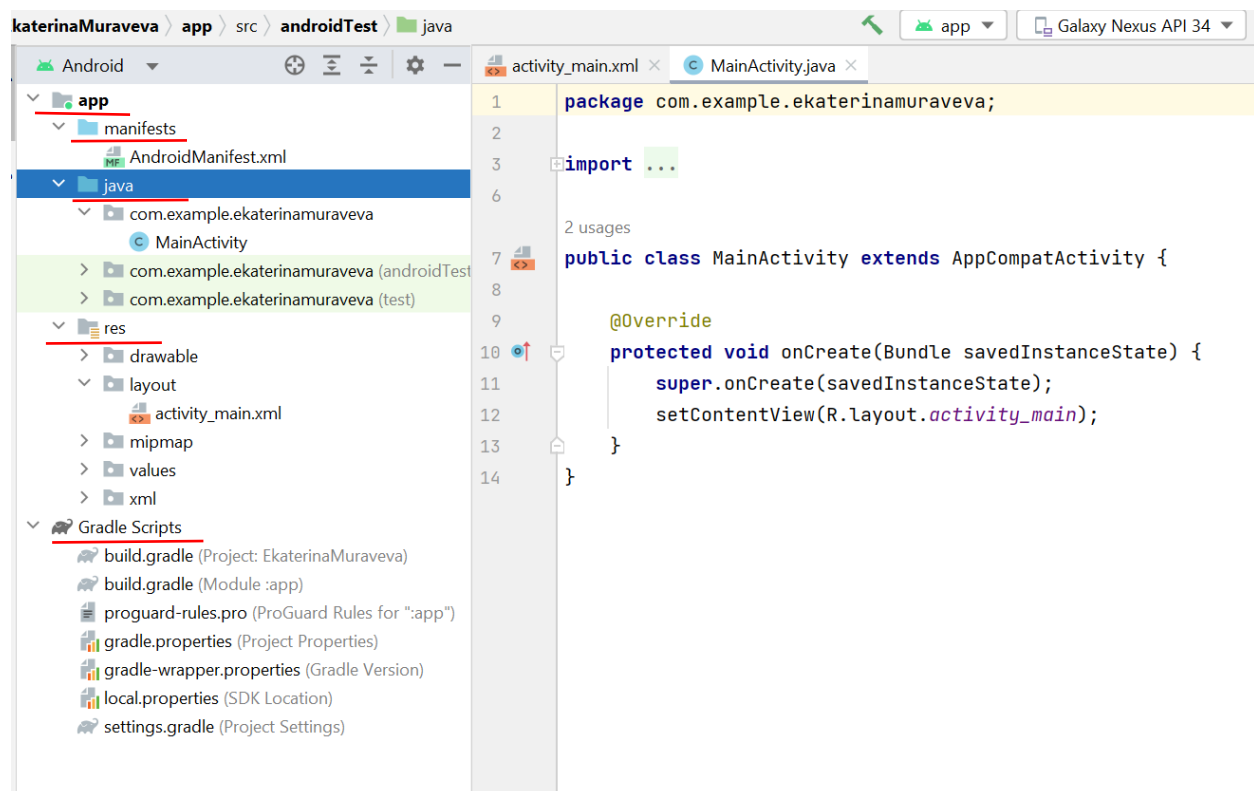 katerinaMuraveva 〉 app 〉 src 〉 androidTest 〉 java
app
Galaxy Nexus API 34
Android
activity_main.xml
MainActivity.java
app
manifests
MF AndroidManifest.xml
java
com.example.ekaterinamuraveva
C MainActivity
com.example.ekaterinamuraveva (androidTest
com.example.ekaterinamuraveva (test)
res
drawable
layout
activity_main.xml
mipmap
values
xml
Gradle Scripts
build.gradle (Project: EkaterinaMuraveva)
build.gradle (Module :app)
proguard-rules.pro (ProGuard Rules for ":app")
gradle.properties (Project Properties)
gradle-wrapper.properties (Gradle Version)
local.properties (SDK Location)
settings.gradle (Project Settings)
1 package com.example.ekaterinamuraveva;
2
3 import ...
6
2 usages
7 public class MainActivity extends AppCompatActivity {
8
9 @Override
10 protected void onCreate(Bundle savedInstanceState) {
11 super.onCreate(savedInstanceState);
12 setContentView(R.layout.activity_main);
13 }
14 }